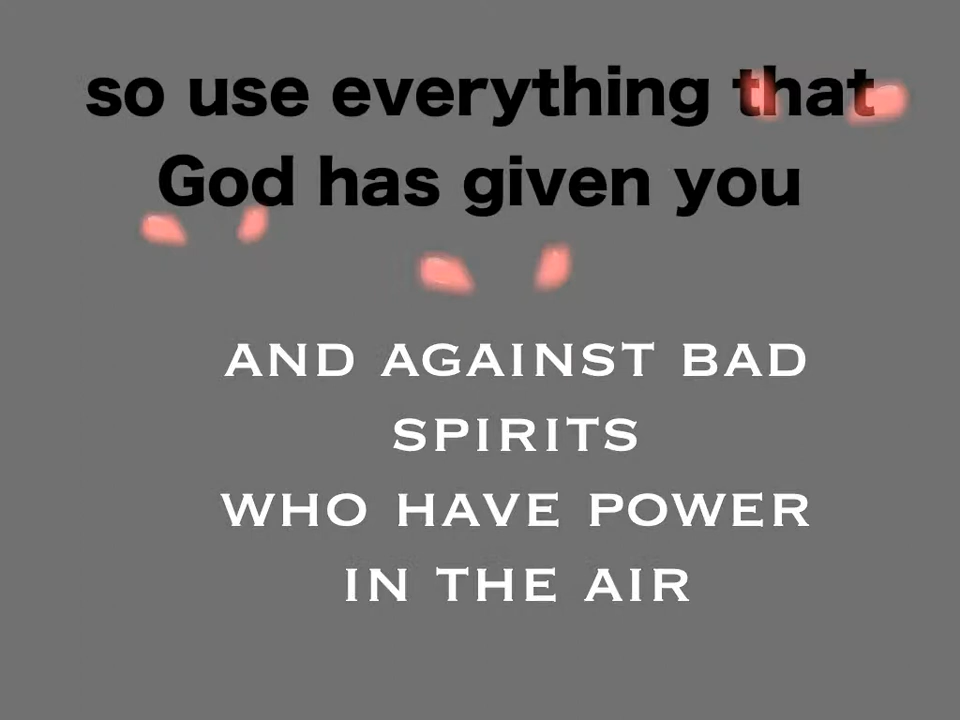 so use everything that
God has given you
AND AGAINST BAD
SPIRITS
WHO HAVE POWER
IN THE AIR